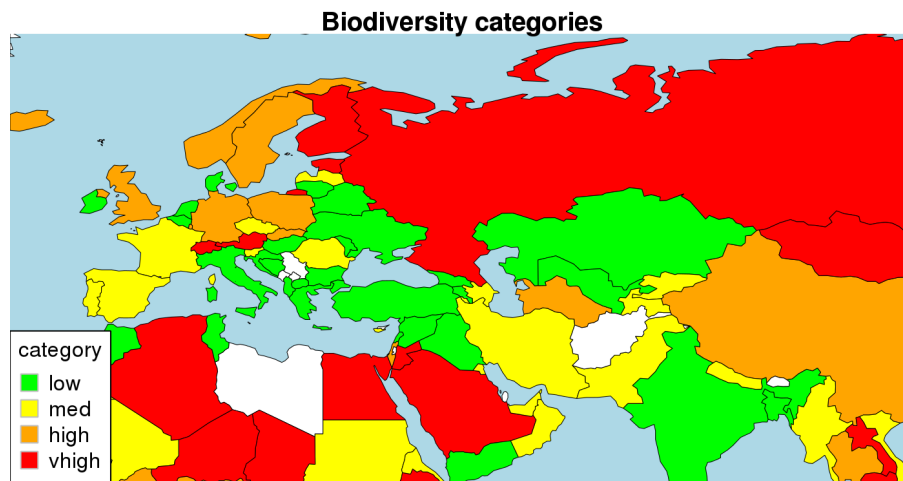 Biodiversity categories
category
low
med
high
vhigh